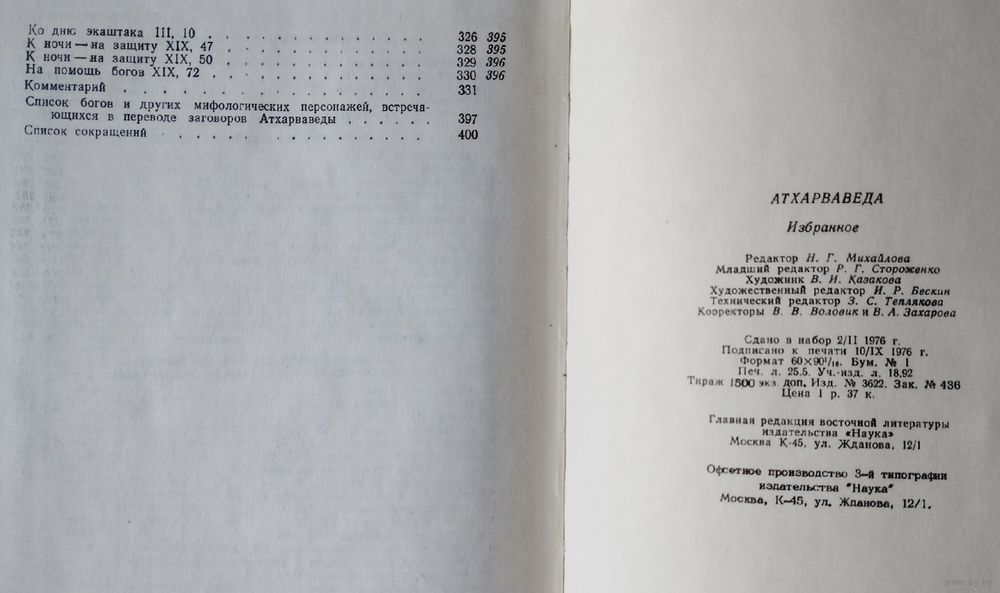 Ко дню экаштака III, 10 . . . . . . . . . . . . 326 395
К ночи — на защиту XIX, 47 . . . . . . . . . . . 328 395
К ночи — на защиту XIX, 50 . . . . . . . . . . . 329 396
На помощь богов XIX, 72 . . . . . . . . . . . . 330 396
Комментарий . . . . . . . . . . . . . . . . 331
Список богов и других мифологических персонажей, встреча-
ющихся в переводе заговоров Атхарваведы . . . . . . 397
Список сокращений . . . . . . . . . . . . . . 400
АТХАРВАВЕДА
Избранное
Редактор Н. Г. Михайлова
Младший редактор Р. Г. Стороженко
Художник В. Н. Казакова
Художественный редактор И. Р. Бескин
Технический редактор З. С. Теплякова
Корректоры В. В. Воловик и В. А. Захарова
Сдано в набор 2/II 1976 г.
Подписано к печати 10/IX 1976 г.
Формат 60×90¹/₁₆. Бум. № 1
Печ. л. 25.5. Уч.-изд. л. 18.92
Тираж 1500 экз. доп. Изд. № 3622. Зак. № 436
Цена 1 р. 37 к.
Главная редакция восточной литературы
издательства «Наука»
Москва К-45, ул. Жданова, 12/1
Офсетное производство 3-й типографии
издательства "Наука"
Москва, К-45, ул. Жданова, 12/1.
www.ay.by